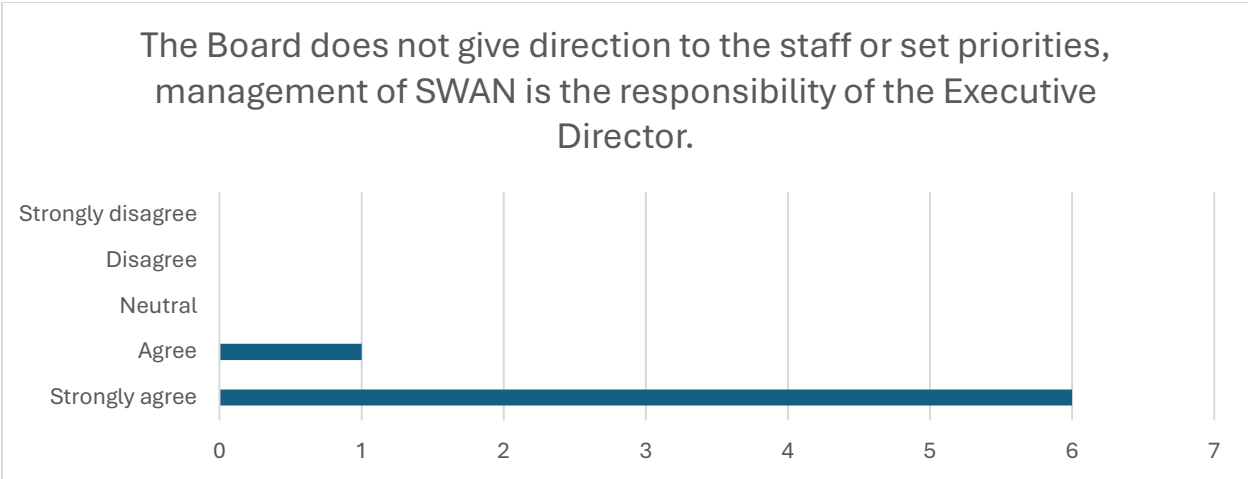 The Board does not give direction to the staff or set priorities,
management of SWAN is the responsibility of the Executive
Director.
Strongly disagree
Disagree
Neutral
Agree
Strongly agree
0 1 2 3 4 5 6 7